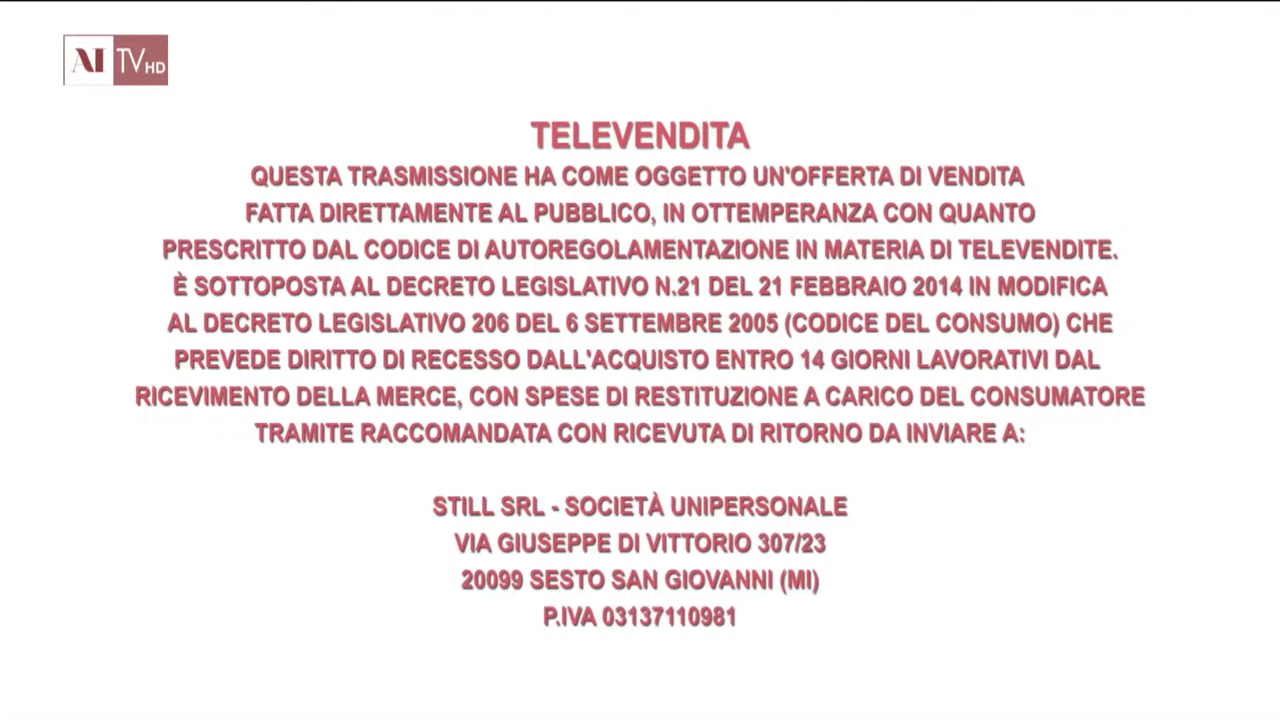 AI TV HD
TELEVENDITA
QUESTA TRASMISSIONE HA COME OGGETTO UN'OFFERTA DI VENDITA
FATTA DIRETTAMENTE AL PUBBLICO, IN OTTEMPERANZA CON QUANTO
PRESCRITTO DAL CODICE DI AUTOREGOLAMENTAZIONE IN MATERIA DI TELEVENDITE.
È SOTTOPOSTA AL DECRETO LEGISLATIVO N.21 DEL 21 FEBBRAIO 2014 IN MODIFICA
AL DECRETO LEGISLATIVO 206 DEL 6 SETTEMBRE 2005 (CODICE DEL CONSUMO) CHE
PREVEDE DIRITTO DI RECESSO DALL'ACQUISTO ENTRO 14 GIORNI LAVORATIVI DAL
RICEVIMENTO DELLA MERCE, CON SPESE DI RESTITUZIONE A CARICO DEL CONSUMATORE
TRAMITE RACCOMANDATA CON RICEVUTA DI RITORNO DA INVIARE A:
STILL SRL - SOCIETÀ UNIPERSONALE
VIA GIUSEPPE DI VITTORIO 307/23
20099 SESTO SAN GIOVANNI (MI)
P.IVA 03137110981